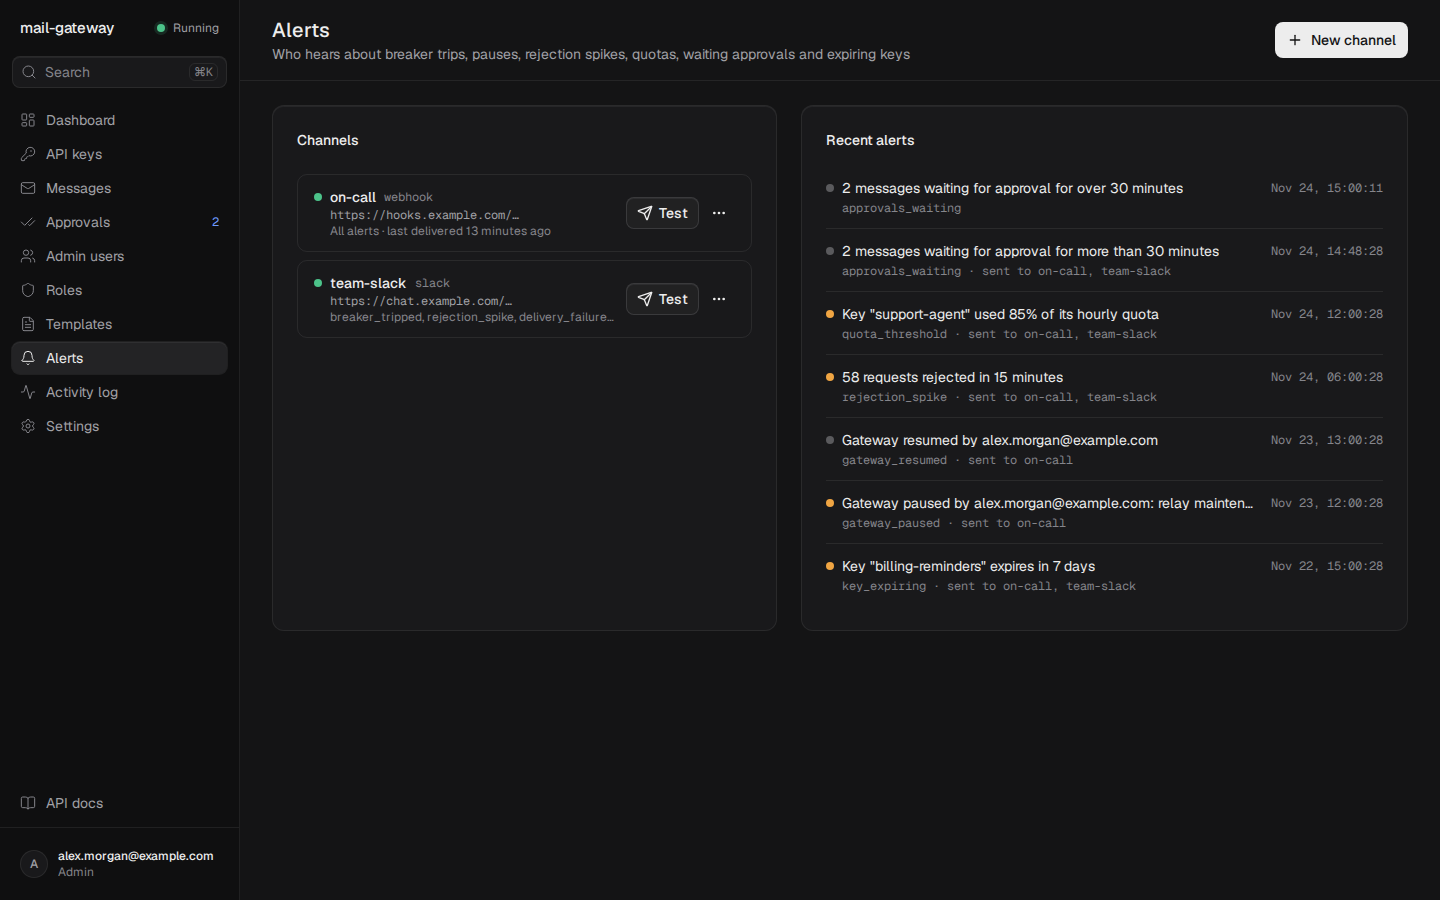 mail-gateway
Running
Search
⌘K
Dashboard
API keys
Messages
Approvals
2
Admin users
Roles
Templates
Alerts
Activity log
Settings
API docs
A
alex.morgan@example.com
Admin
Alerts
Who hears about breaker trips, pauses, rejection spikes, quotas, waiting approvals and expiring keys
New channel
Channels
on-call webhook
https://hooks.example.com/…
All alerts · last delivered 13 minutes ago
Test
team-slack slack
https://chat.example.com/…
breaker_tripped, rejection_spike, delivery_failure…
Test
Recent alerts
2 messages waiting for approval for over 30 minutes
Nov 24, 15:00:11
approvals_waiting
2 messages waiting for approval for more than 30 minutes
Nov 24, 14:48:28
approvals_waiting · sent to on-call, team-slack
Key "support-agent" used 85% of its hourly quota
Nov 24, 12:00:28
quota_threshold · sent to on-call, team-slack
58 requests rejected in 15 minutes
Nov 24, 06:00:28
rejection_spike · sent to on-call, team-slack
Gateway resumed by alex.morgan@example.com
Nov 23, 13:00:28
gateway_resumed · sent to on-call
Gateway paused by alex.morgan@example.com: relay mainten…
Nov 23, 12:00:28
gateway_paused · sent to on-call
Key "billing-reminders" expires in 7 days
Nov 22, 15:00:28
key_expiring · sent to on-call, team-slack